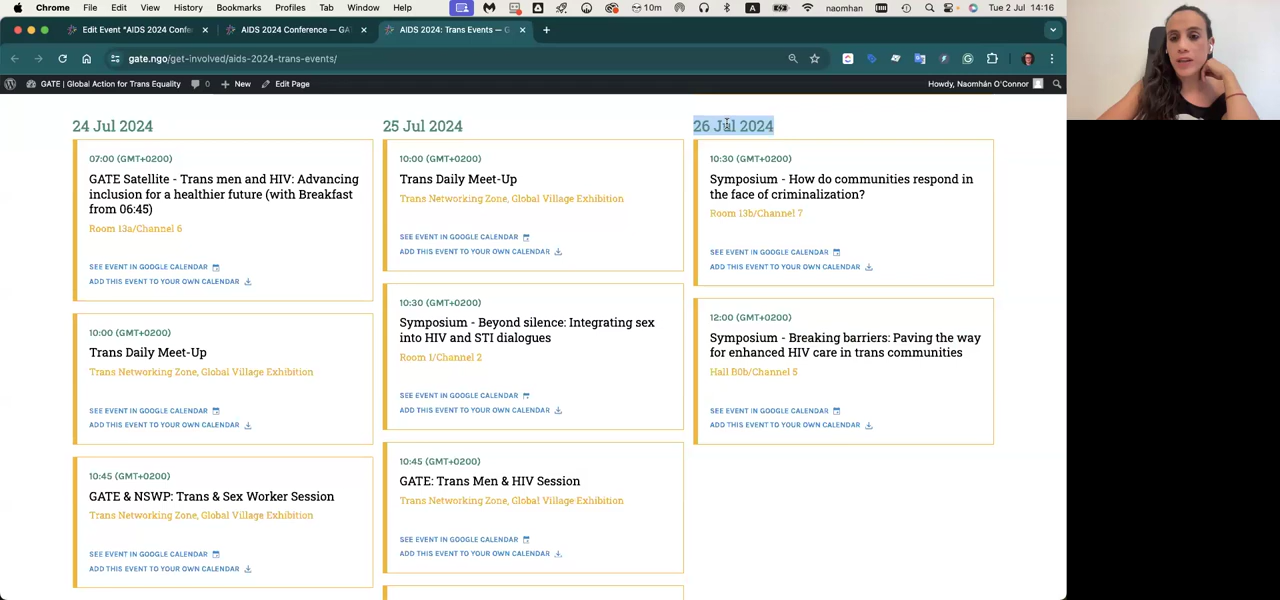 Chrome File Edit View History Bookmarks Profiles Tab Window Help 10m A naomhan Tue 2 Jul 14:16
Edit Event "AIDS 2024 Confe × AIDS 2024 Conference — GA × AIDS 2024: Trans Events — G × +
gate.ngo/get-involved/aids-2024-trans-events/
GATE | Global Action for Trans Equality 0 + New Edit Page Howdy, Naomhán O'Connor
24 Jul 2024
07:00 (GMT+0200)
GATE Satellite - Trans men and HIV: Advancing
inclusion for a healthier future (with Breakfast
from 06:45)
Room 13a/Channel 6
SEE EVENT IN GOOGLE CALENDAR
ADD THIS EVENT TO YOUR OWN CALENDAR
10:00 (GMT+0200)
Trans Daily Meet-Up
Trans Networking Zone, Global Village Exhibition
SEE EVENT IN GOOGLE CALENDAR
ADD THIS EVENT TO YOUR OWN CALENDAR
10:45 (GMT+0200)
GATE & NSWP: Trans & Sex Worker Session
Trans Networking Zone, Global Village Exhibition
SEE EVENT IN GOOGLE CALENDAR
ADD THIS EVENT TO YOUR OWN CALENDAR
25 Jul 2024
10:00 (GMT+0200)
Trans Daily Meet-Up
Trans Networking Zone, Global Village Exhibition
SEE EVENT IN GOOGLE CALENDAR
ADD THIS EVENT TO YOUR OWN CALENDAR
10:30 (GMT+0200)
Symposium - Beyond silence: Integrating sex
into HIV and STI dialogues
Room 1/Channel 2
SEE EVENT IN GOOGLE CALENDAR
ADD THIS EVENT TO YOUR OWN CALENDAR
10:45 (GMT+0200)
GATE: Trans Men & HIV Session
Trans Networking Zone, Global Village Exhibition
SEE EVENT IN GOOGLE CALENDAR
ADD THIS EVENT TO YOUR OWN CALENDAR
26 Jul 2024
10:30 (GMT+0200)
Symposium - How do communities respond in
the face of criminalization?
Room 13b/Channel 7
SEE EVENT IN GOOGLE CALENDAR
ADD THIS EVENT TO YOUR OWN CALENDAR
12:00 (GMT+0200)
Symposium - Breaking barriers: Paving the way
for enhanced HIV care in trans communities
Hall B0b/Channel 5
SEE EVENT IN GOOGLE CALENDAR
ADD THIS EVENT TO YOUR OWN CALENDAR